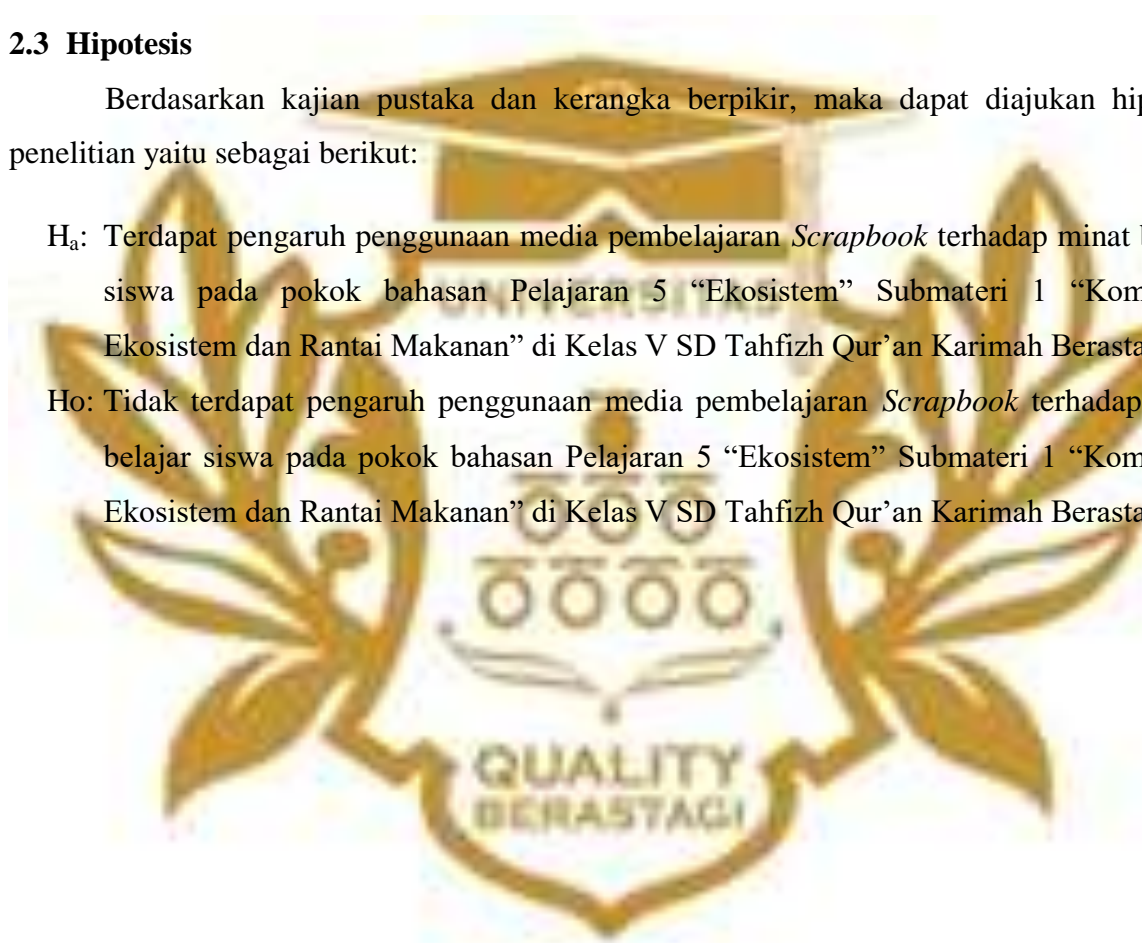 2.3 Hipotesis
Berdasarkan kajian pustaka dan kerangka berpikir, maka dapat diajukan hip
penelitian yaitu sebagai berikut:
Ha: Terdapat pengaruh penggunaan media pembelajaran Scrapbook terhadap minat
siswa pada pokok bahasan Pelajaran 5 “Ekosistem” Submateri 1 “Kom
Ekosistem dan Rantai Makanan” di Kelas V SD Tahfizh Qur’an Karimah Berasta
Ho: Tidak terdapat pengaruh penggunaan media pembelajaran Scrapbook terhadap
belajar siswa pada pokok bahasan Pelajaran 5 “Ekosistem” Submateri 1 “Kom
Ekosistem dan Rantai Makanan” di Kelas V SD Tahfizh Qur’an Karimah Berasta
UNIVERSITAS
QUALITY
BERASTAGI